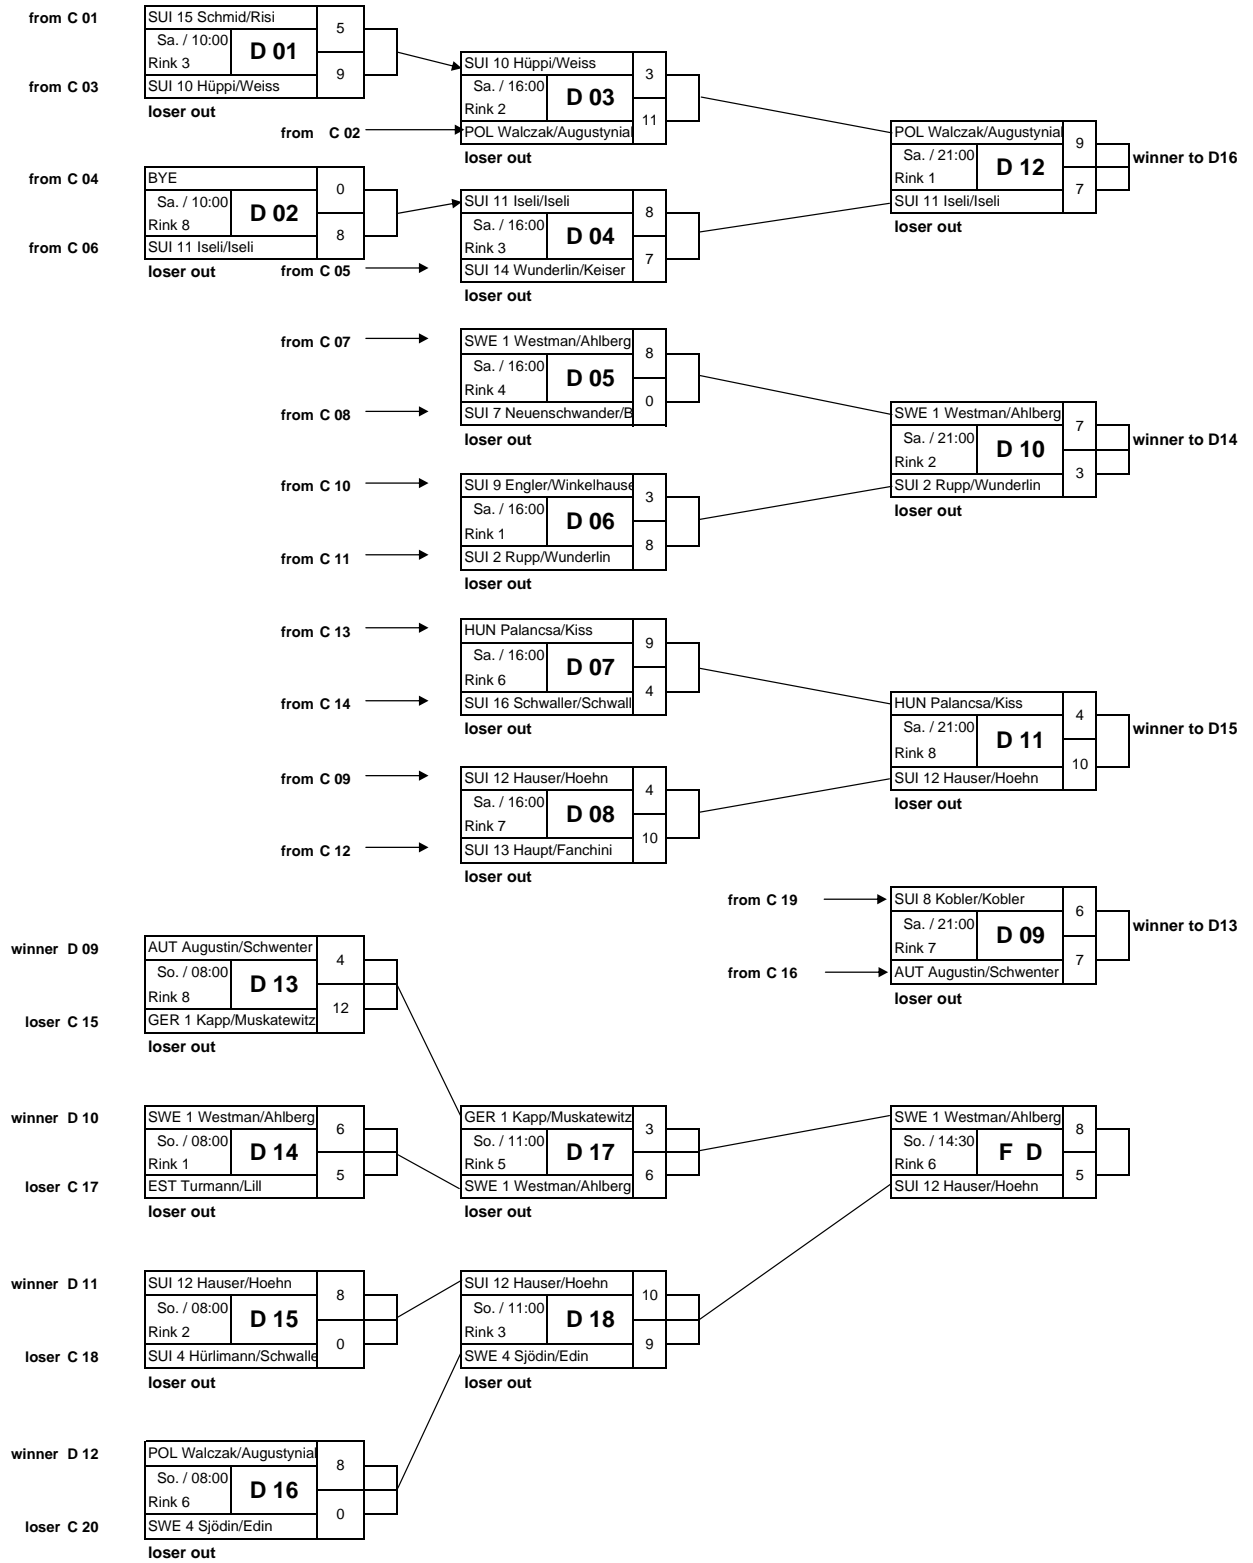 from C 01
SUI 15 Schmid/Risi
5
Sa. / 10:00
D 01
Rink 3
9
from C 03
SUI 10 Hüppi/Weiss
loser out
SUI 10 Hüppi/Weiss
3
Sa. / 16:00
D 03
Rink 2
11
from C 02
POL Walczak/Augustynial
loser out
POL Walczak/Augustynial
9
Sa. / 21:00
D 12
winner to D16
Rink 1
7
SUI 11 Iseli/Iseli
loser out
from C 04
BYE
0
Sa. / 10:00
D 02
Rink 8
8
from C 06
SUI 11 Iseli/Iseli
loser out
SUI 11 Iseli/Iseli
8
Sa. / 16:00
D 04
Rink 3
7
from C 05
SUI 14 Wunderlin/Keiser
loser out
from C 07
SWE 1 Westman/Ahlberg
8
Sa. / 16:00
D 05
Rink 4
0
from C 08
SUI 7 Neuenschwander/B
loser out
SWE 1 Westman/Ahlberg
7
Sa. / 21:00
D 10
winner to D14
Rink 2
3
SUI 2 Rupp/Wunderlin
loser out
from C 10
SUI 9 Engler/Winkelhause
3
Sa. / 16:00
D 06
Rink 1
8
from C 11
SUI 2 Rupp/Wunderlin
loser out
from C 13
HUN Palancsa/Kiss
9
Sa. / 16:00
D 07
Rink 6
4
from C 14
SUI 16 Schwaller/Schwall
loser out
HUN Palancsa/Kiss
4
Sa. / 21:00
D 11
winner to D15
Rink 8
10
SUI 12 Hauser/Hoehn
loser out
from C 09
SUI 12 Hauser/Hoehn
4
Sa. / 16:00
D 08
Rink 7
10
from C 12
SUI 13 Haupt/Fanchini
loser out
from C 19
SUI 8 Kobler/Kobler
6
Sa. / 21:00
D 09
winner to D13
Rink 7
7
from C 16
AUT Augustin/Schwenter
loser out
winner D 09
AUT Augustin/Schwenter
4
So. / 08:00
D 13
Rink 8
12
loser C 15
GER 1 Kapp/Muskatewitz
loser out
winner D 10
SWE 1 Westman/Ahlberg
6
So. / 08:00
D 14
Rink 1
5
loser C 17
EST Turmann/Lill
loser out
GER 1 Kapp/Muskatewitz
3
So. / 11:00
D 17
Rink 5
6
SWE 1 Westman/Ahlberg
loser out
SWE 1 Westman/Ahlberg
8
So. / 14:30
F D
Rink 6
5
SUI 12 Hauser/Hoehn
winner D 11
SUI 12 Hauser/Hoehn
8
So. / 08:00
D 15
Rink 2
0
loser C 18
SUI 4 Hürlimann/Schwalle
loser out
SUI 12 Hauser/Hoehn
10
So. / 11:00
D 18
Rink 3
9
SWE 4 Sjödin/Edin
loser out
winner D 12
POL Walczak/Augustynial
8
So. / 08:00
D 16
Rink 6
0
loser C 20
SWE 4 Sjödin/Edin
loser out